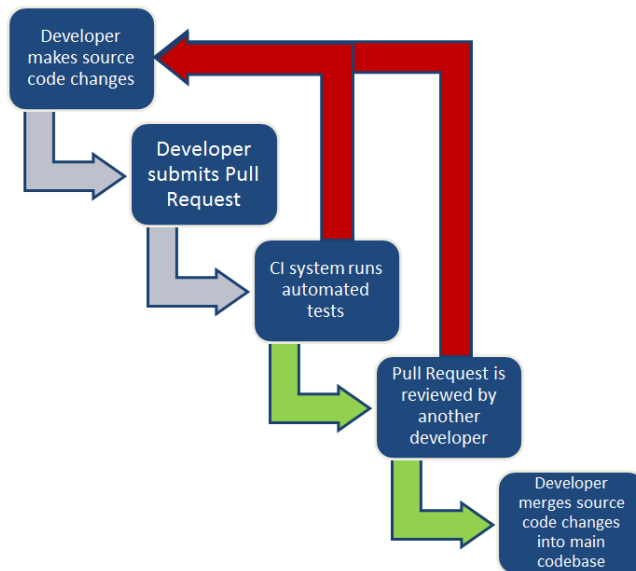 Developer
makes source
code changes
Developer
submits Pull
Request
CI system runs
automated
tests
Pull Request is
reviewed by
another
developer
Developer
merges source
code changes
into main
codebase